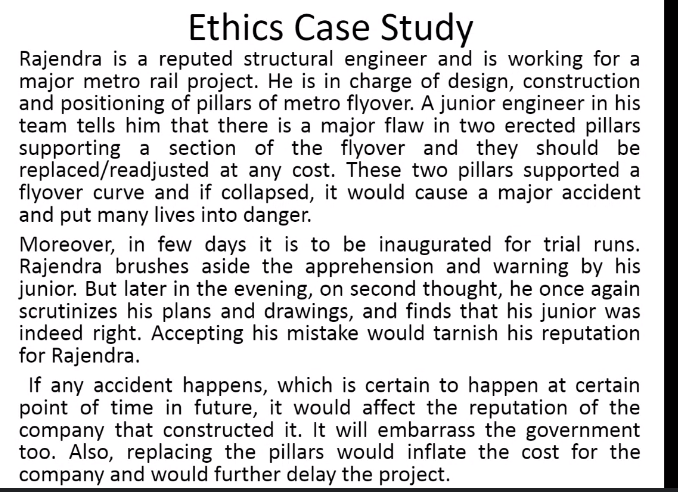 Ethics Case Study
Rajendra is a reputed structural engineer and is working for a
major metro rail project. He is in charge of design, construction
and positioning of pillars of metro flyover. A junior engineer in his
team tells him that there is a major flaw in two erected pillars
supporting a section of the flyover and they should be
replaced/readjusted at any cost. These two pillars supported a
flyover curve and if collapsed, it would cause a major accident
and put many lives into danger.
Moreover, in few days it is to be inaugurated for trial runs.
Rajendra brushes aside the apprehension and warning by his
junior. But later in the evening, on second thought, he once again
scrutinizes his plans and drawings, and finds that his junior was
indeed right. Accepting his mistake would tarnish his reputation
for Rajendra.
If any accident happens, which is certain to happen at certain
point of time in future, it would affect the reputation of the
company that constructed it. It will embarrass the government
too. Also, replacing the pillars would inflate the cost for the
company and would further delay the project.